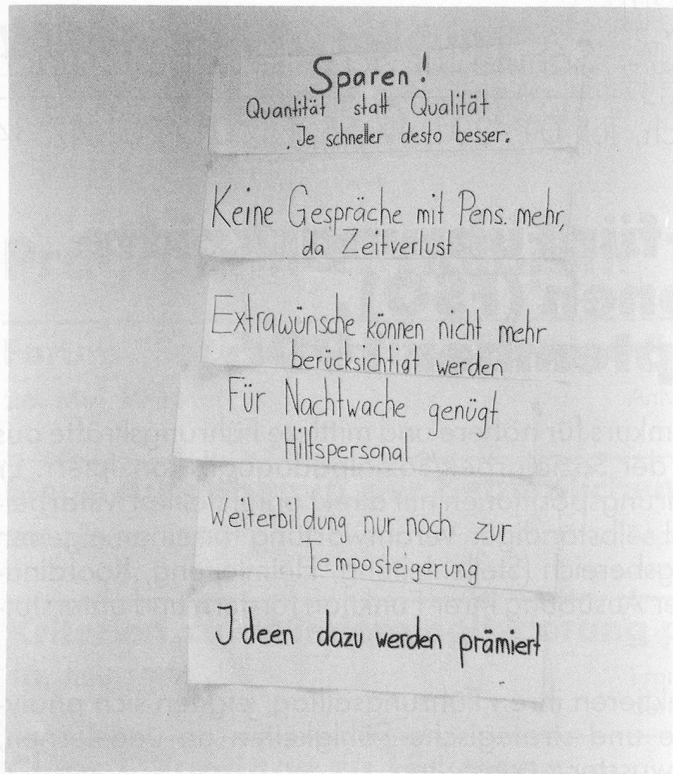 Sparen!
Quantität statt Qualität
Je schneller desto besser.
Keine Gespräche mit Pens. mehr,
da Zeitverlust
Extrawünsche können nicht mehr
berücksichtigt werden
Für Nachtwache genügt
Hilfspersonal
Weiterbildung nur noch zur
Temposteigerung
Ideen dazu werden prämiert